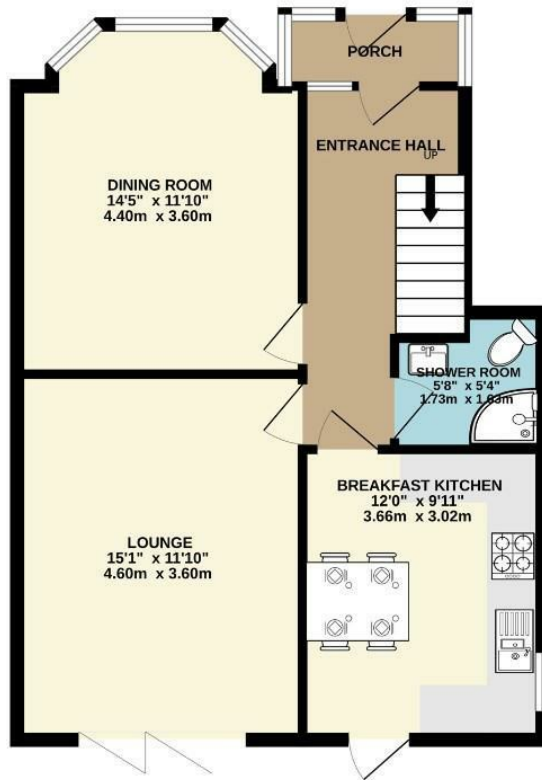 PORCH
ENTRANCE HALL
UP
DINING ROOM
14'5" x 11'10"
4.40m x 3.60m
SHOWER ROOM
5'8" x 5'4"
1.73m x 1.63m
BREAKFAST KITCHEN
12'0" x 9'11"
3.66m x 3.02m
LOUNGE
15'1" x 11'10"
4.60m x 3.60m